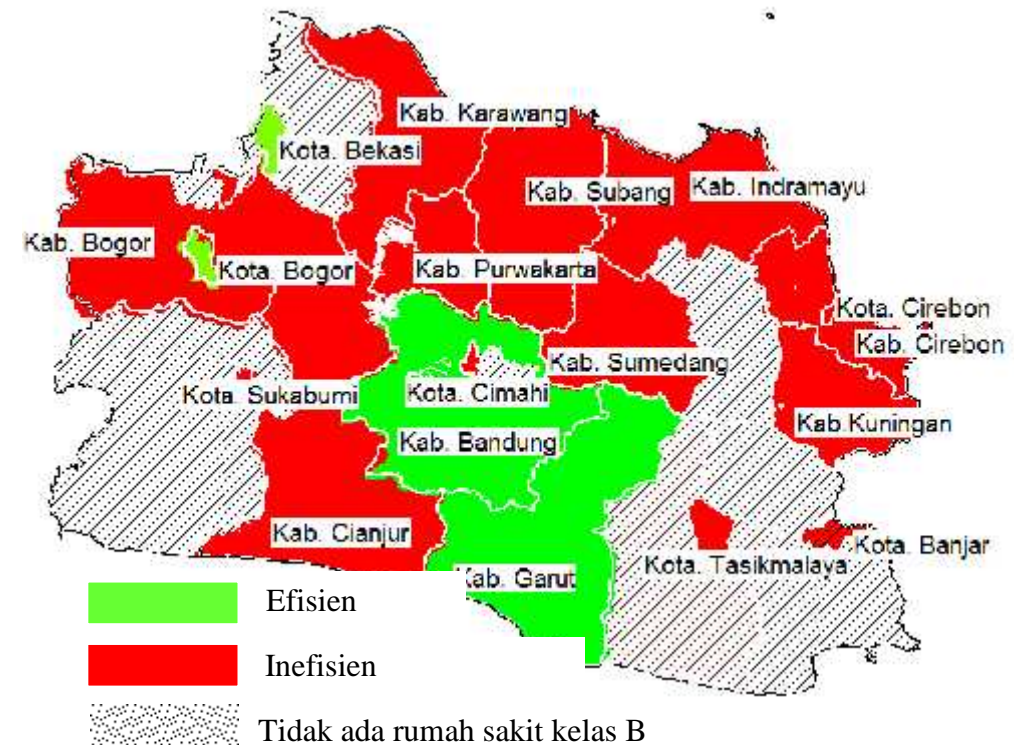 Kab. Karawang
Kota. Bekasi
Kab. Subang
Kab. Indramayu
Kab. Bogor
Kota. Bogor
Kab. Purwakarta
Kota. Cirebon
Kab. Cirebon
Kab. Sumedang
Kota. Sukabumi
Kota. Cimahi
Kab. Bandung
Kab.Kuningan
Kab. Cianjur
Kota. Banjar
Kota. Tasikmalaya
Kab. Garut
Efisien
Inefisien
Tidak ada rumah sakit kelas B